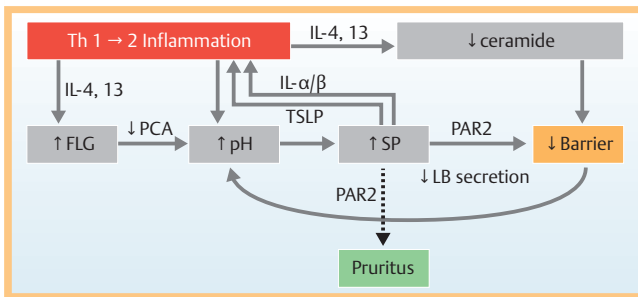 Th 1 → 2 Inflammation
IL-4, 13
↓ ceramide
IL-4, 13
IL-α/β
TSLP
↑ FLG
↓ PCA
↑ pH
↑ SP
PAR2
↓ Barrier
↓ LB secretion
PAR2
Pruritus